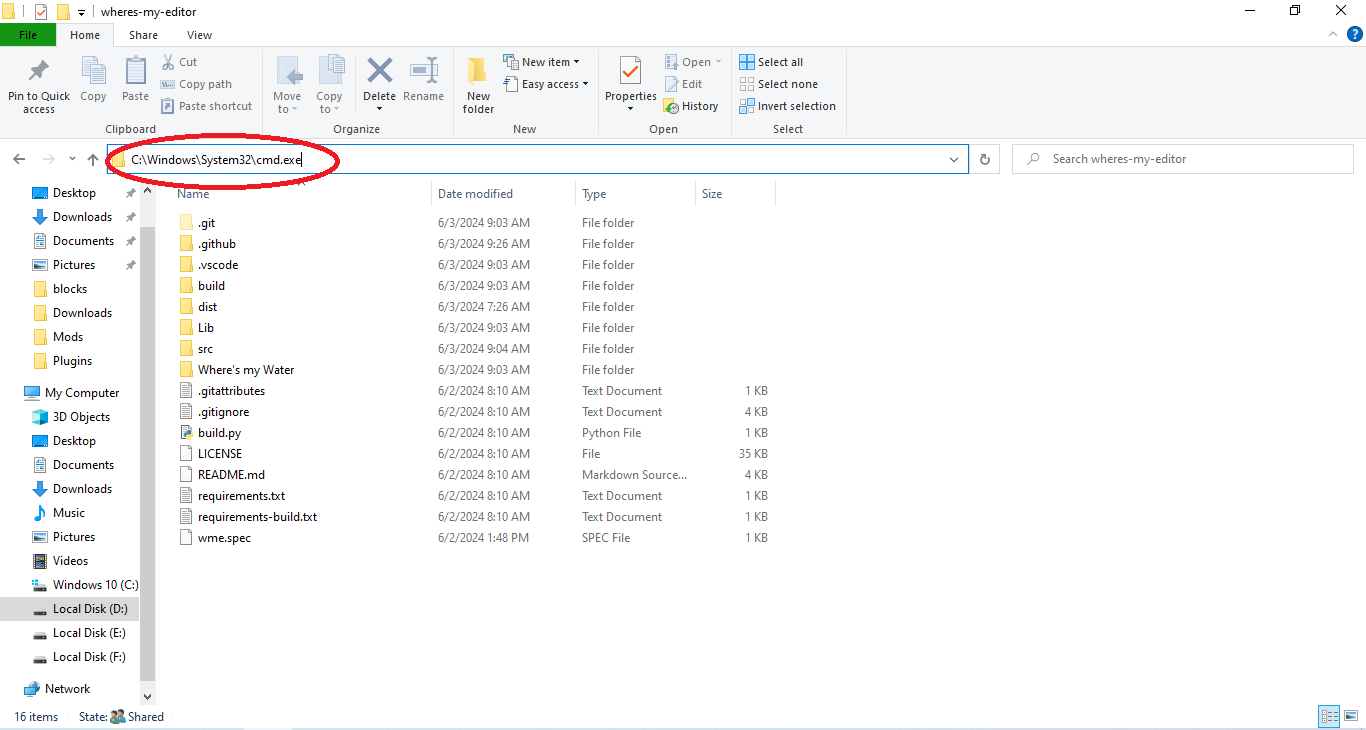 wheres-my-editor
File Home Share View
Pin to Quick access
Copy
Paste
Cut
Copy path
Paste shortcut
Clipboard
Move to
Copy to
Delete
Rename
Organize
New folder
New item
Easy access
New
Properties
Open
Edit
History
Open
Select all
Select none
Invert selection
Select
C:\Windows\System32\cmd.exe
Search wheres-my-editor
Desktop
Downloads
Documents
Pictures
blocks
Downloads
Mods
Plugins
My Computer
3D Objects
Desktop
Documents
Downloads
Music
Pictures
Videos
Windows 10 (C:)
Local Disk (D:)
Local Disk (E:)
Local Disk (F:)
Network
Name Date modified Type Size
.git 6/3/2024 9:03 AM File folder
.github 6/3/2024 9:26 AM File folder
.vscode 6/3/2024 9:03 AM File folder
build 6/3/2024 9:03 AM File folder
dist 6/3/2024 7:26 AM File folder
Lib 6/3/2024 9:03 AM File folder
src 6/3/2024 9:04 AM File folder
Where's my Water 6/3/2024 9:03 AM File folder
.gitattributes 6/2/2024 8:10 AM Text Document 1 KB
.gitignore 6/2/2024 8:10 AM Text Document 4 KB
build.py 6/2/2024 8:10 AM Python File 1 KB
LICENSE 6/2/2024 8:10 AM File 35 KB
README.md 6/2/2024 8:10 AM Markdown Source... 4 KB
requirements.txt 6/2/2024 8:10 AM Text Document 1 KB
requirements-build.txt 6/2/2024 8:10 AM Text Document 1 KB
wme.spec 6/2/2024 1:48 PM SPEC File 1 KB
16 items State: Shared